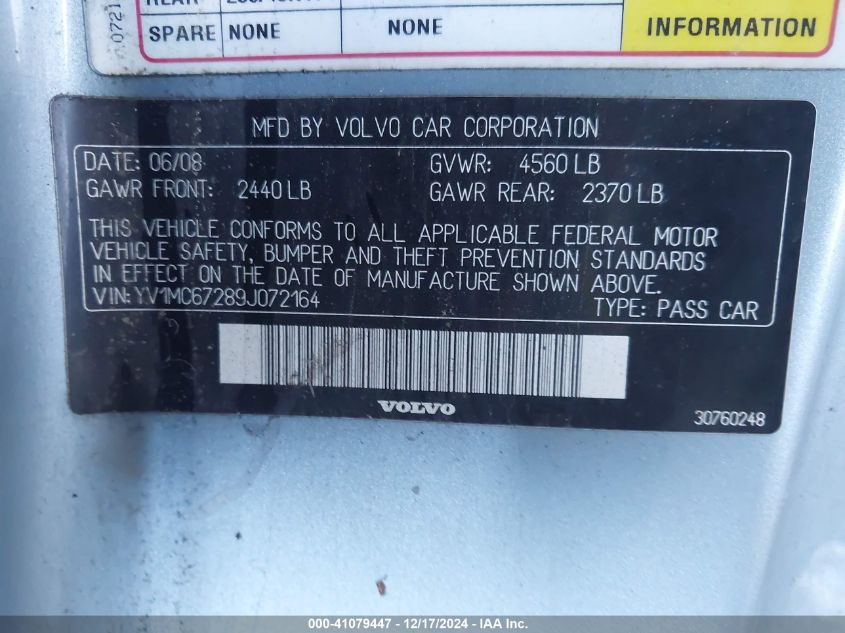 SPARE NONE NONE INFORMATION
MFD BY VOLVO CAR CORPORATION
DATE: 06/08 GVWR: 4560 LB
GAWR FRONT: 2440 LB GAWR REAR: 2370 LB
THIS VEHICLE CONFORMS TO ALL APPLICABLE FEDERAL MOTOR
VEHICLE SAFETY, BUMPER AND THEFT PREVENTION STANDARDS
IN EFFECT ON THE DATE OF MANUFACTURE SHOWN ABOVE.
VIN: YV1MC67289J072164 TYPE: PASS CAR
VOLVO
30760248
000-41079447 - 12/17/2024 - IAA Inc.